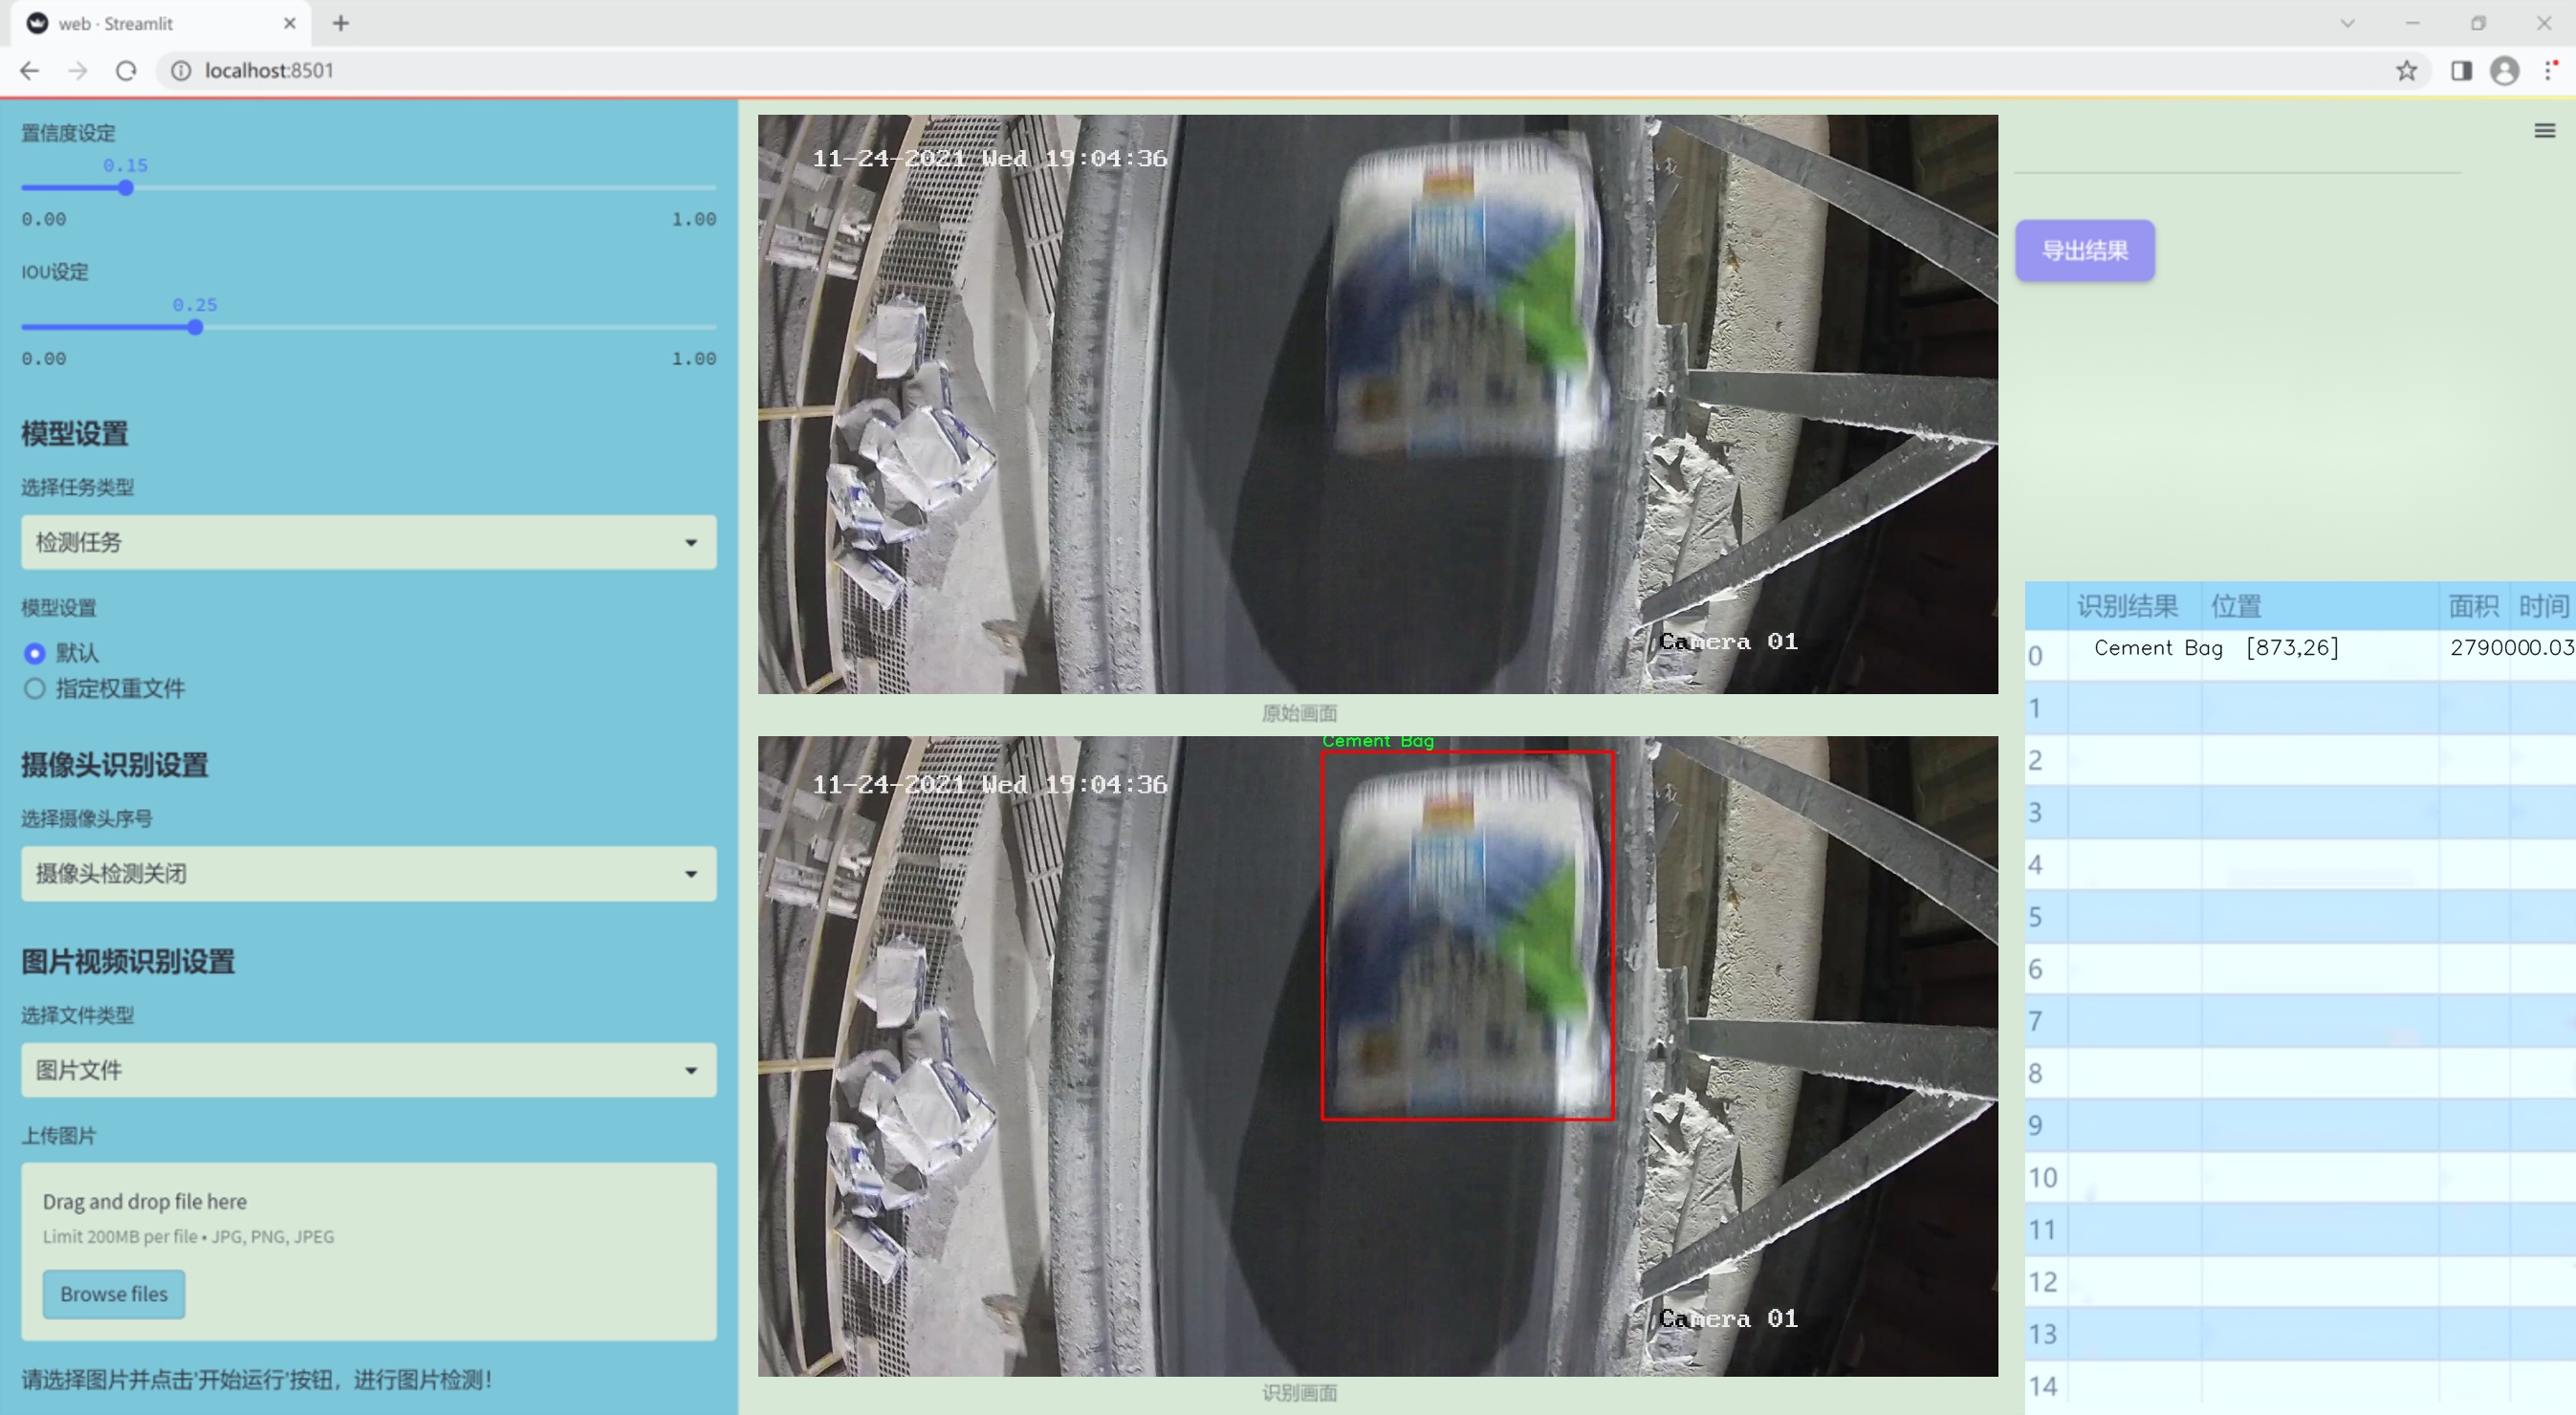 web · Streamlit
localhost:8501
置信度设定
0.15
0.00 1.00
IOU设定
0.25
0.00 1.00
模型设置
选择任务类型
检测任务
模型设置
默认
指定权重文件
摄像头识别设置
选择摄像头序号
摄像头检测关闭
图片视频识别设置
选择文件类型
图片文件
上传图片
Drag and drop file here
Limit 200MB per file • JPG, PNG, JPEG
Browse files
请选择图片并点击'开始运行'按钮，进行图片检测！
11-24-2021 Wed 19:04:36
Camera 01
原始画面
Cement Bag
11-24-2021 Wed 19:04:36
Camera 01
识别画面
导出结果
识别结果 位置 面积 时间
0 Cement Bag [873,26] 2790000.03
1
2
3
4
5
6
7
8
9
10
11
12
13
14